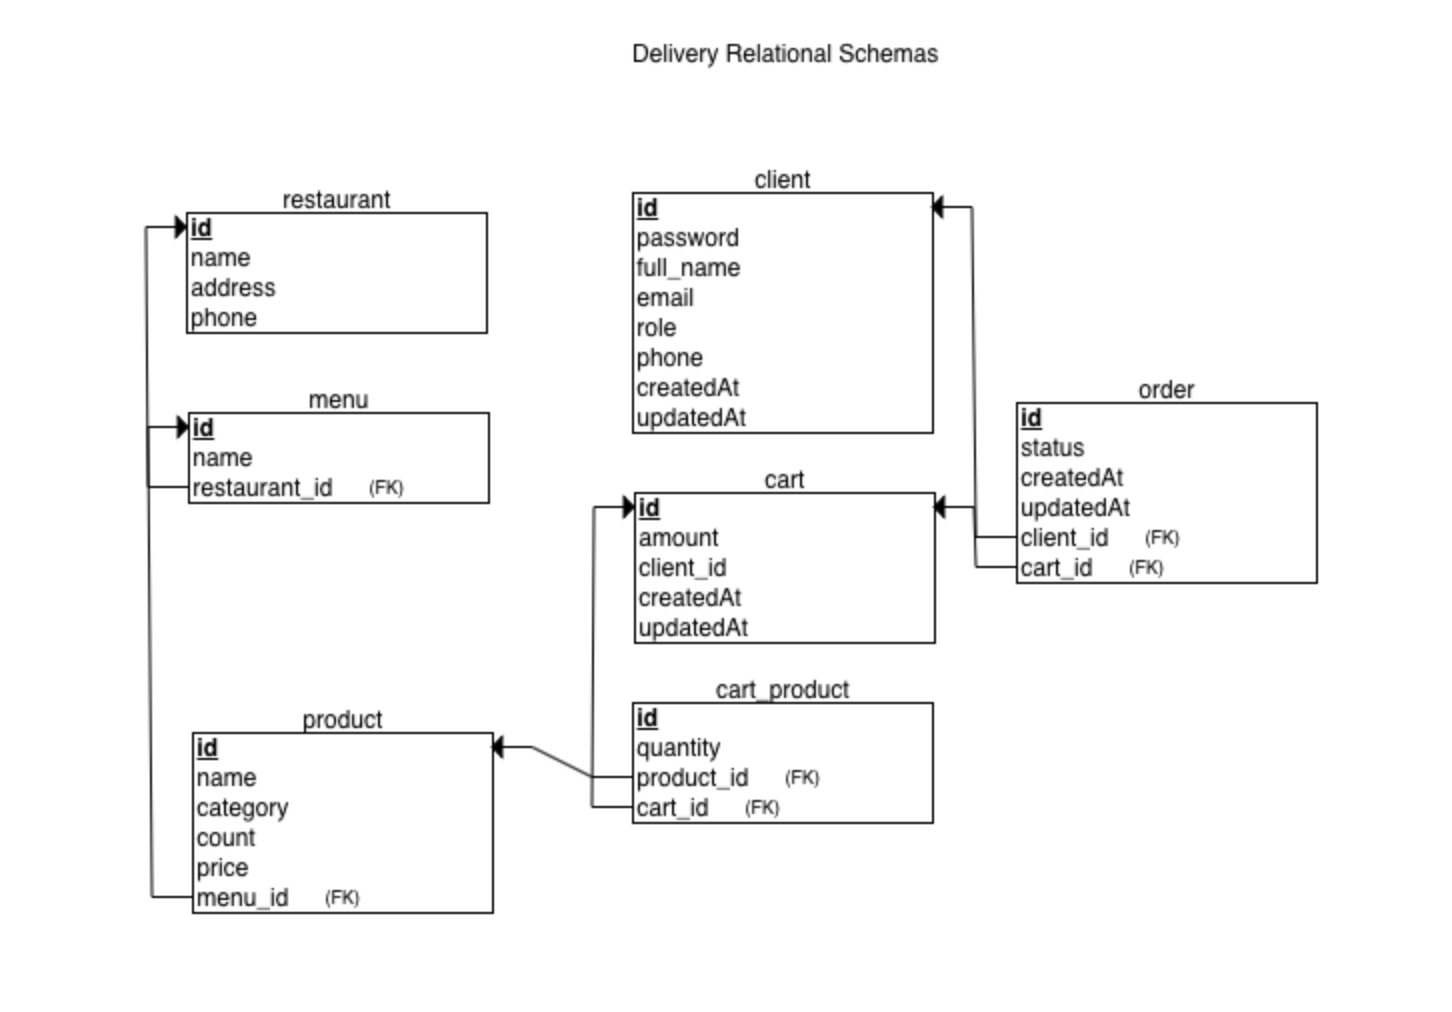 Delivery Relational Schemas
restaurant
id
name
address
phone
menu
id
name
restaurant_id (FK)
product
id
name
category
count
price
menu_id (FK)
client
id
password
full_name
email
role
phone
createdAt
updatedAt
cart
id
amount
client_id
createdAt
updatedAt
cart_product
id
quantity
product_id (FK)
cart_id (FK)
order
id
status
createdAt
updatedAt
client_id (FK)
cart_id (FK)